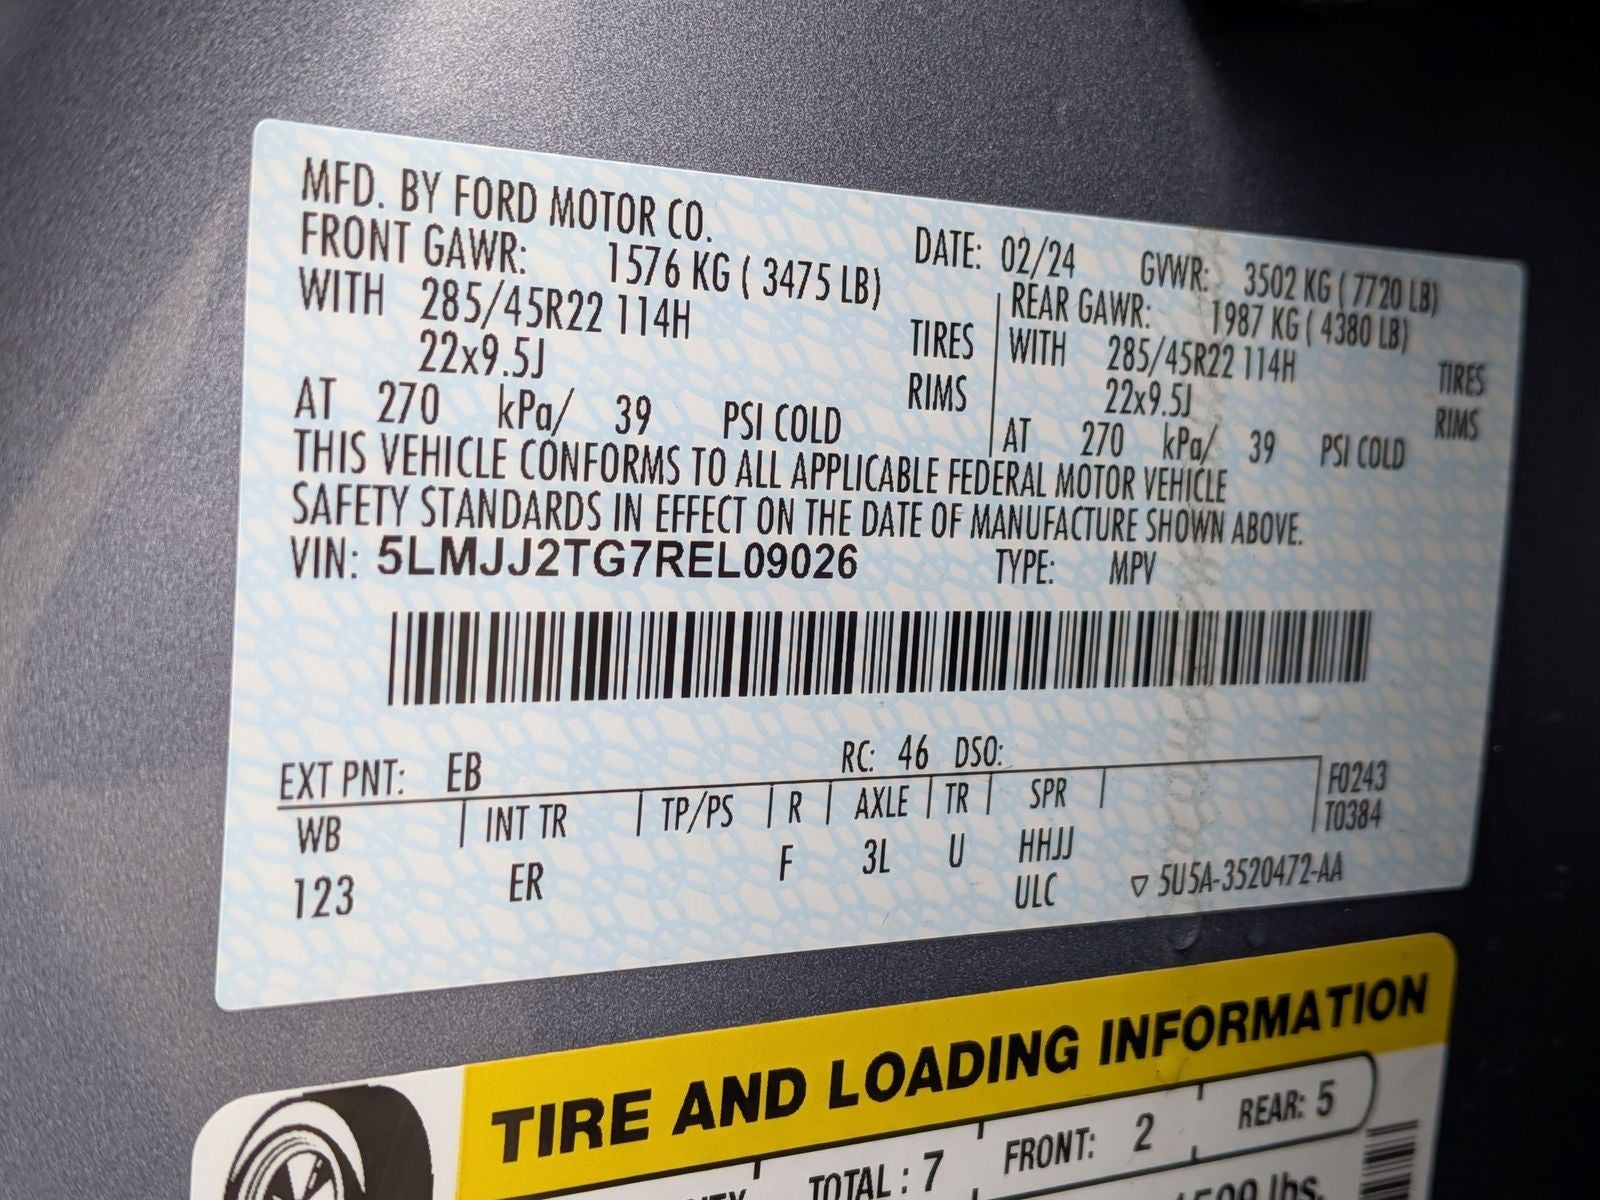 MFD. BY FORD MOTOR CO.
DATE: 02/24 GVWR: 3502 KG ( 7720 LB)
FRONT GAWR: 1576 KG ( 3475 LB)
REAR GAWR: 1987 KG ( 4380 LB)
WITH 285/45R22 114H TIRES
WITH 285/45R22 114H TIRES
22x9.5J RIMS
22x9.5J RIMS
AT 270 kPa/ 39 PSI COLD
AT 270 kPa/ 39 PSI COLD
THIS VEHICLE CONFORMS TO ALL APPLICABLE FEDERAL MOTOR VEHICLE
SAFETY STANDARDS IN EFFECT ON THE DATE OF MANUFACTURE SHOWN ABOVE.
VIN: 5LMJJ2TG7REL09026 TYPE: MPV
EXT PNT: EB RC: 46 DSO:
WB INT TR TP/PS R AXLE TR SPR F0243
T0384
123 ER F 3L U HHJJ
ULC ▽ 5U5A-3520472-AA
TIRE AND LOADING INFORMATION
TOTAL : 7 FRONT: 2 REAR: 5
lbs.